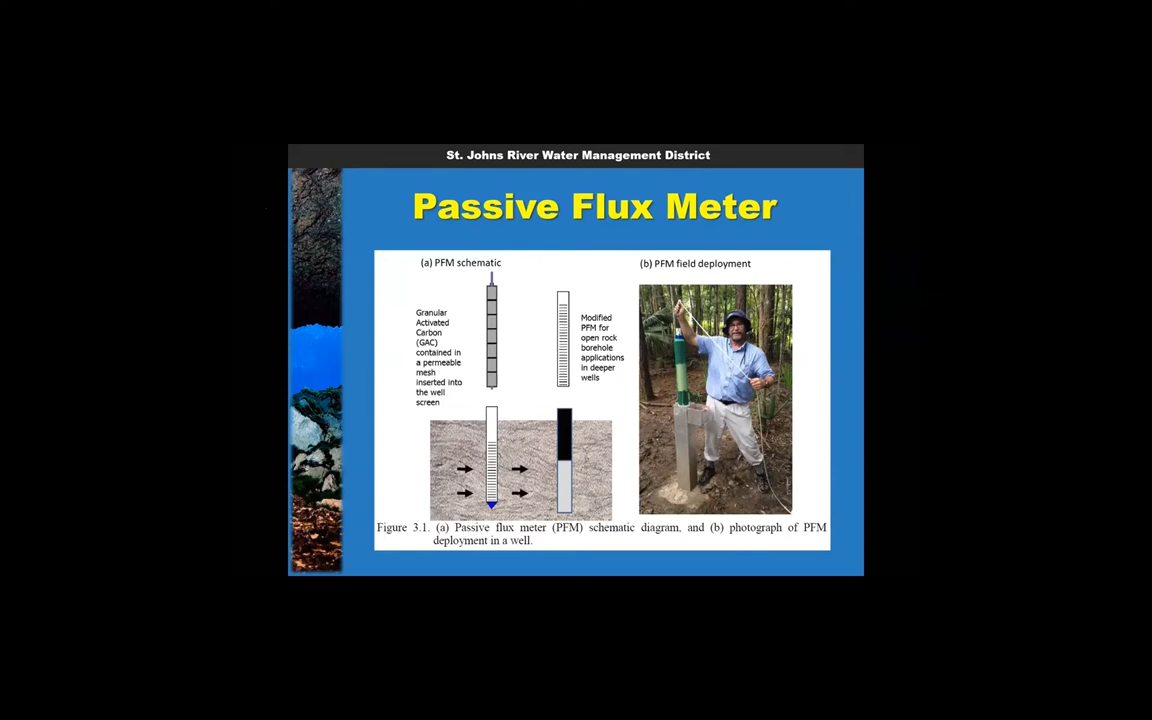 St. Johns River Water Management District
Passive Flux Meter
(a) PFM schematic
Granular
Activated
Carbon
(GAC)
contained in
a permeable
mesh
inserted into
the well
screen
Modified
PFM for
open rock
borehole
applications
in deeper
wells
(b) PFM field deployment
Figure 3.1. (a) Passive flux meter (PFM) schematic diagram, and (b) photograph of PFM
deployment in a well.